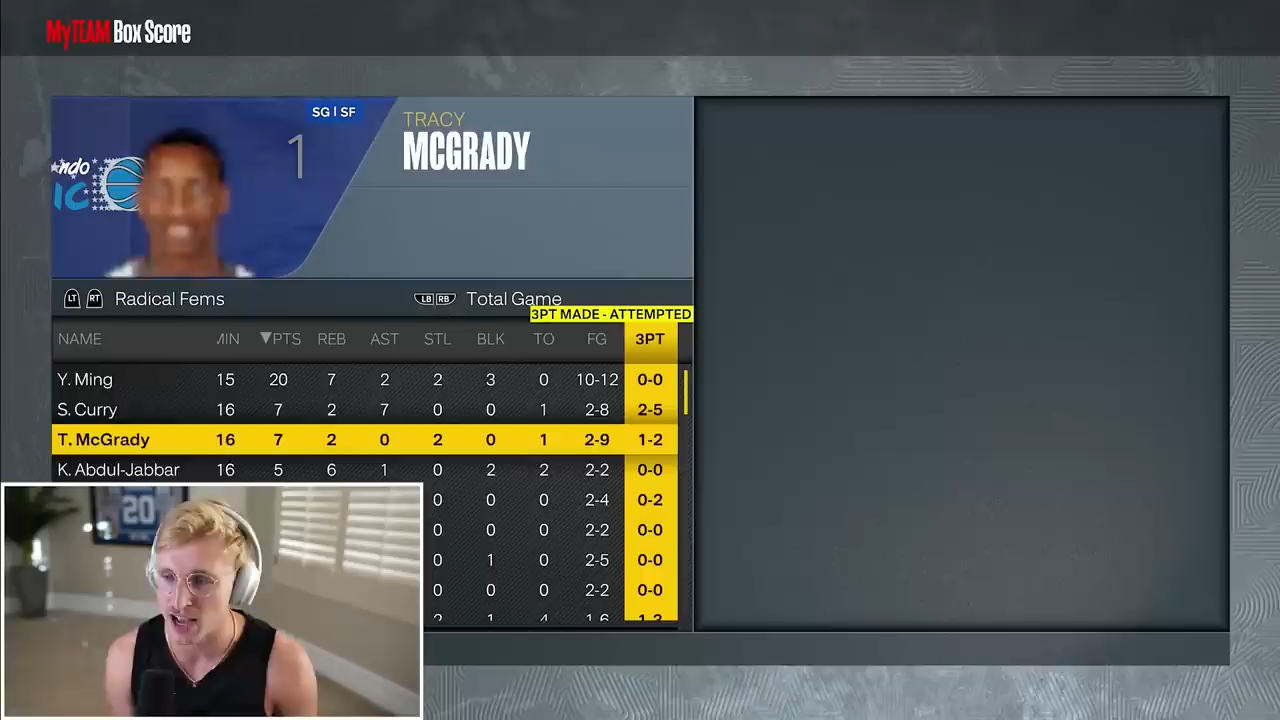 MyTEAM Box Score
SG | SF
1
TRACY
MCGRADY
ndo
IC
LT RT Radical Fems LB RB Total Game
3PT MADE - ATTEMPTED
NAME MIN ▼PTS REB AST STL BLK TO FG 3PT
Y. Ming 15 20 7 2 2 3 0 10-12 0-0
S. Curry 16 7 2 7 0 0 1 2-8 2-5
T. McGrady 16 7 2 0 2 0 1 2-9 1-2
K. Abdul-Jabbar 16 5 6 1 0 2 2 2-2 0-0
0 0 0 2-4 0-2
0 0 0 2-2 0-0
0 1 0 2-5 0-0
0 0 0 2-2 0-0
20